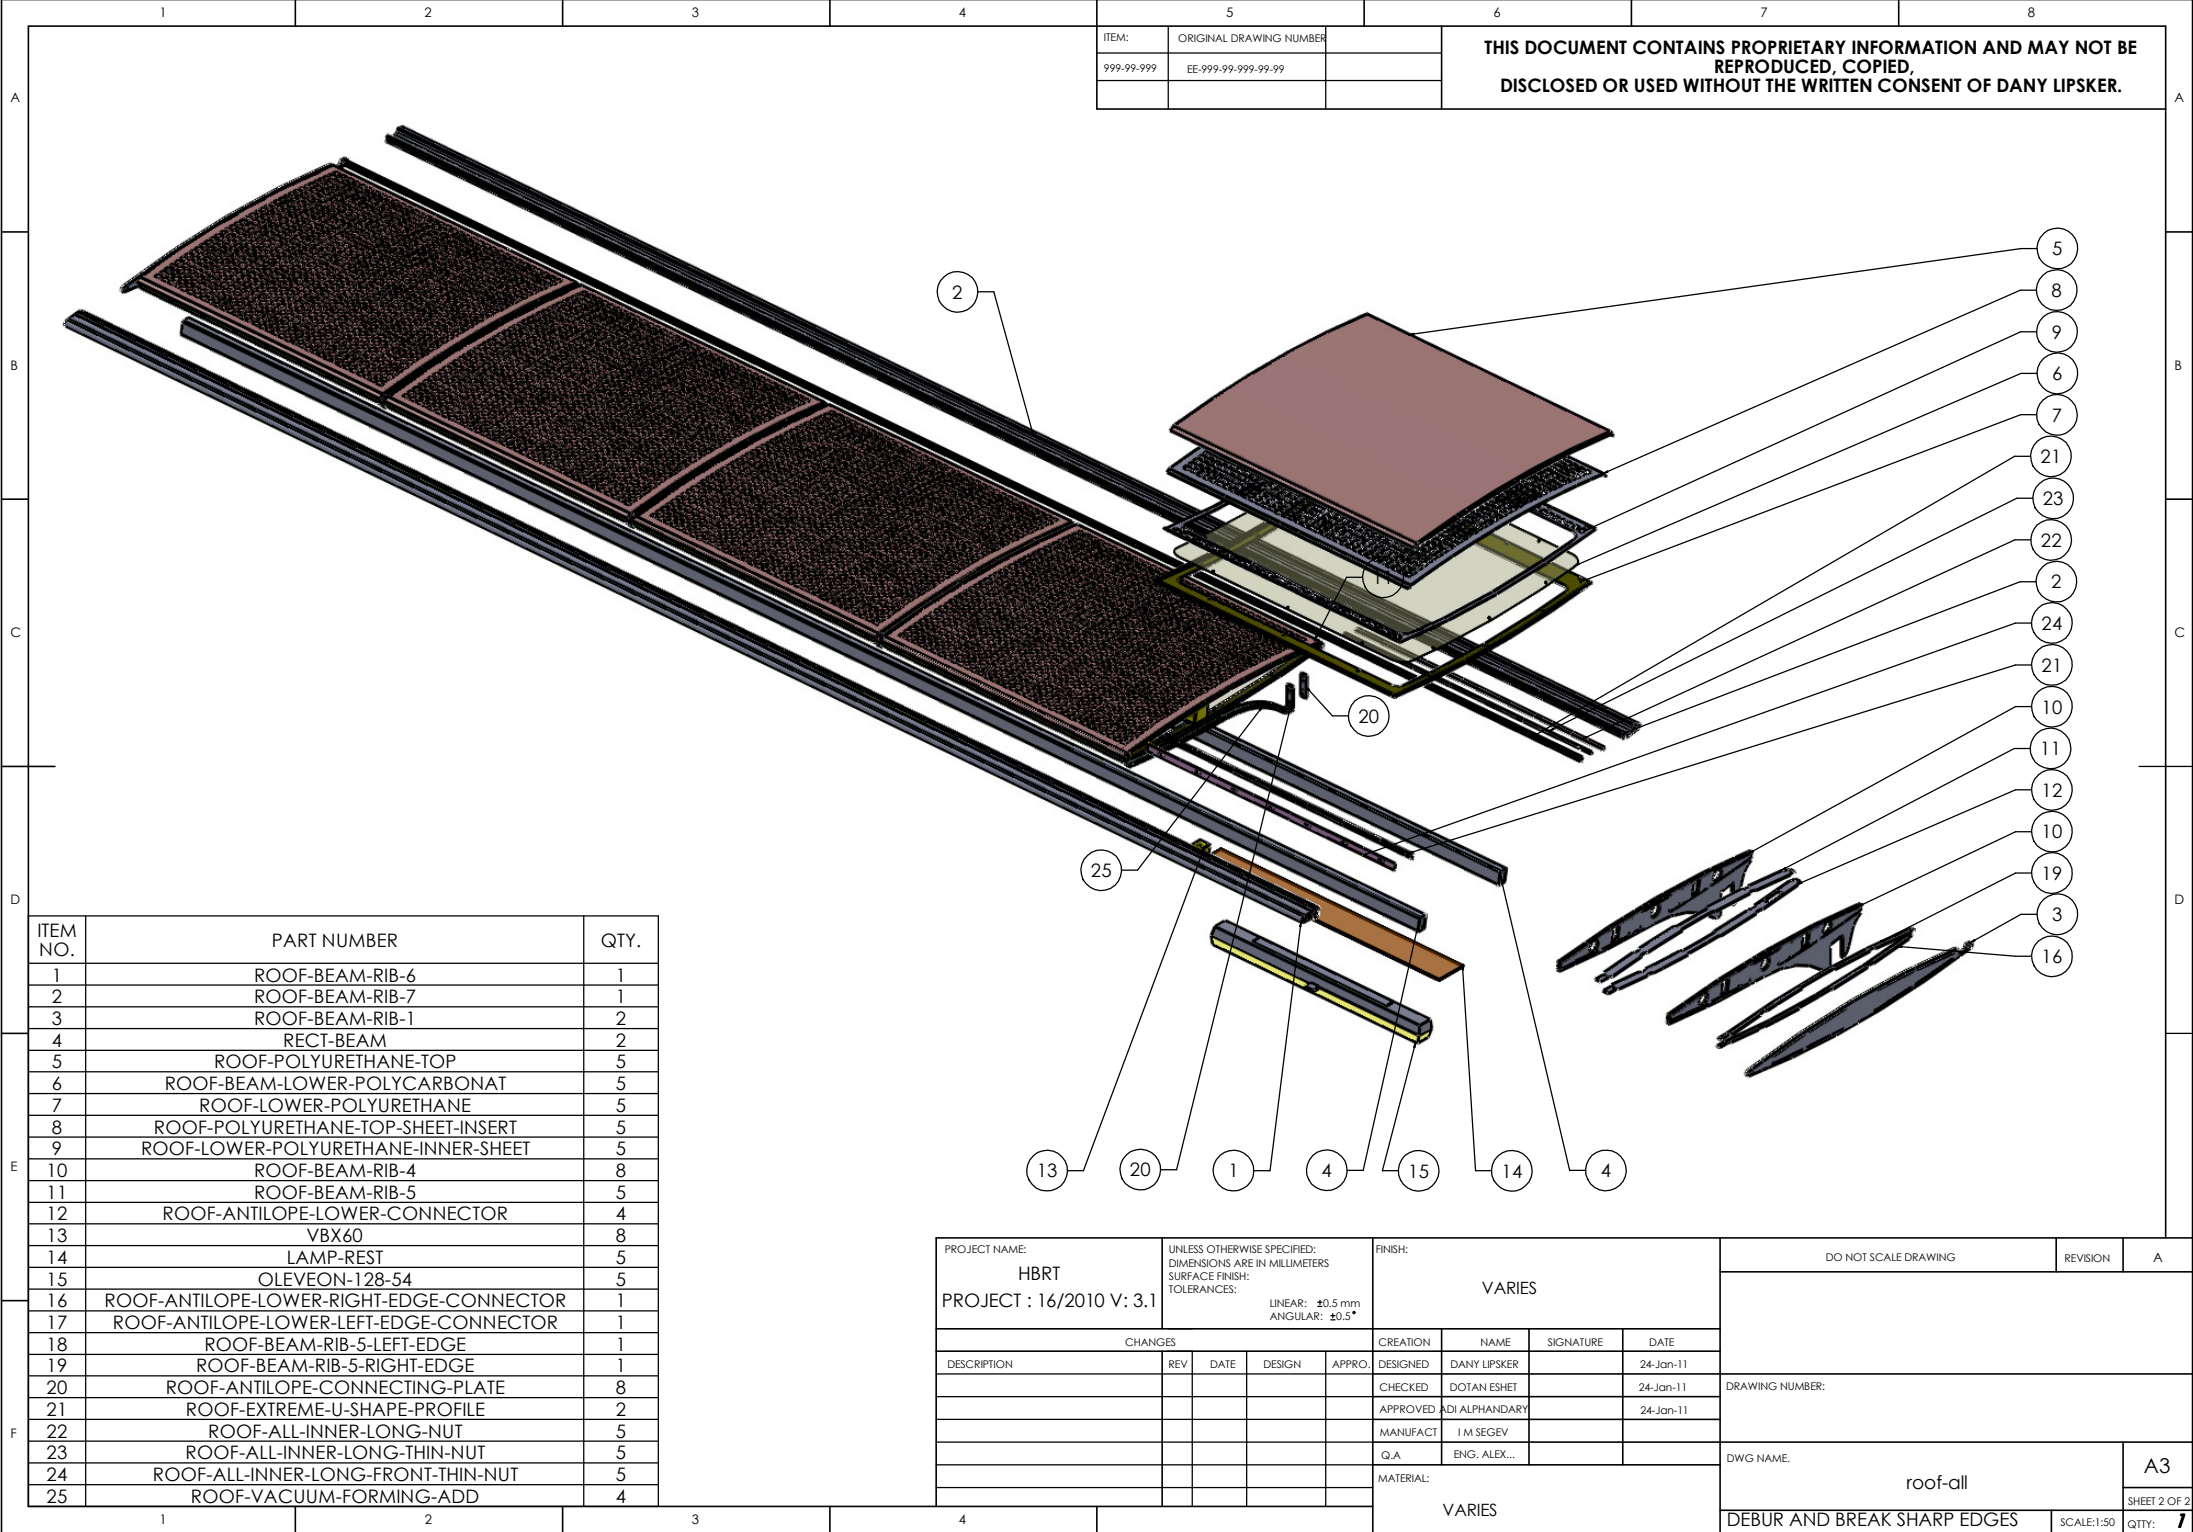 1 2 3 4 5 6 7 8
ITEM: ORIGINAL DRAWING NUMBER
999-99-999 EE-999-99-999-99-99
THIS DOCUMENT CONTAINS PROPRIETARY INFORMATION AND MAY NOT BE
REPRODUCED, COPIED,
DISCLOSED OR USED WITHOUT THE WRITTEN CONSENT OF DANY LIPSKER.
A A
B B
C C
D D
E
F
2
5
8
9
6
7
21
23
22
2
24
21
10
11
12
10
19
3
16
11
20
25
13 20 1 4 15 14 4
ITEM NO. PART NUMBER QTY.
1 ROOF-BEAM-RIB-6 1
2 ROOF-BEAM-RIB-7 1
3 ROOF-BEAM-RIB-1 2
4 RECT-BEAM 2
5 ROOF-POLYURETHANE-TOP 5
6 ROOF-BEAM-LOWER-POLYCARBONAT 5
7 ROOF-LOWER-POLYURETHANE 5
8 ROOF-POLYURETHANE-TOP-SHEET-INSERT 5
9 ROOF-LOWER-POLYURETHANE-INNER-SHEET 5
10 ROOF-BEAM-RIB-4 8
11 ROOF-BEAM-RIB-5 5
12 ROOF-ANTILOPE-LOWER-CONNECTOR 4
13 VBX60 8
14 LAMP-REST 5
15 OLEVEON-128-54 5
16 ROOF-ANTILOPE-LOWER-RIGHT-EDGE-CONNECTOR 1
17 ROOF-ANTILOPE-LOWER-LEFT-EDGE-CONNECTOR 1
18 ROOF-BEAM-RIB-5-LEFT-EDGE 1
19 ROOF-BEAM-RIB-5-RIGHT-EDGE 1
20 ROOF-ANTILOPE-CONNECTING-PLATE 8
21 ROOF-EXTREME-U-SHAPE-PROFILE 2
22 ROOF-ALL-INNER-LONG-NUT 5
23 ROOF-ALL-INNER-LONG-THIN-NUT 5
24 ROOF-ALL-INNER-LONG-FRONT-THIN-NUT 5
25 ROOF-VACUUM-FORMING-ADD 4
PROJECT NAME:
HBRT
PROJECT : 16/2010 V: 3.1
UNLESS OTHERWISE SPECIFIED:
DIMENSIONS ARE IN MILLIMETERS
SURFACE FINISH:
TOLERANCES:
LINEAR: ±0.5 mm
ANGULAR: ±0.5°
FINISH:
VARIES
DO NOT SCALE DRAWING REVISION A
CHANGES
DESCRIPTION REV DATE DESIGN APPRO.
CREATION NAME SIGNATURE DATE
DESIGNED DANY LIPSKER 24-Jan-11
CHECKED DOTAN ESHET 24-Jan-11
APPROVED ADI ALPHANDARY 24-Jan-11
MANUFACT I M SEGEV
Q.A ENG. ALEX...
MATERIAL:
VARIES
DRAWING NUMBER:
DWG NAME.
roof-all
A3
SHEET 2 OF 2
DEBUR AND BREAK SHARP EDGES SCALE:1:50 QTTY: 1
1 2 3 4